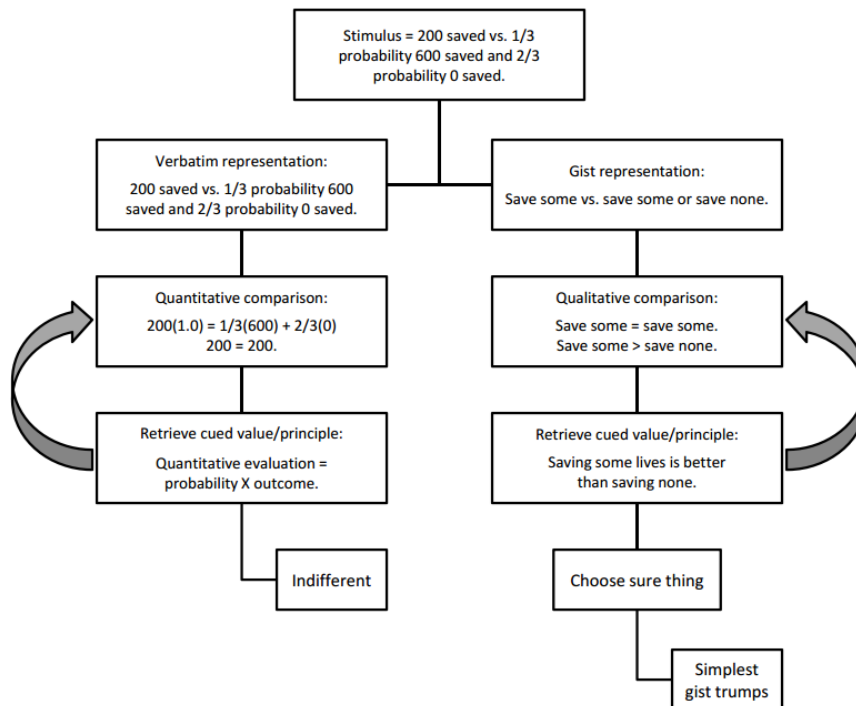 Stimulus = 200 saved vs. 1/3
probability 600 saved and 2/3
probability 0 saved.
Verbatim representation:
200 saved vs. 1/3 probability 600
saved and 2/3 probability 0 saved.
Gist representation:
Save some vs. save some or save none.
Quantitative comparison:
200(1.0) = 1/3(600) + 2/3(0)
200 = 200.
Qualitative comparison:
Save some = save some.
Save some > save none.
Retrieve cued value/principle:
Quantitative evaluation =
probability X outcome.
Retrieve cued value/principle:
Saving some lives is better
than saving none.
Indifferent
Choose sure thing
Simplest
gist trumps